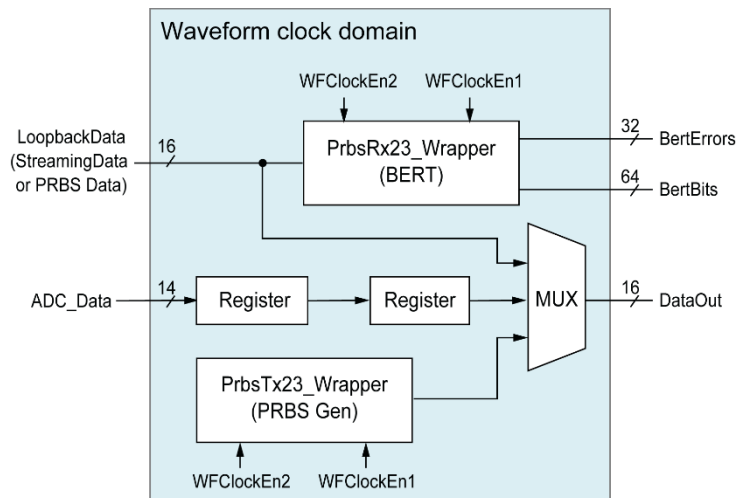 Waveform clock domain
WFClockEn2 WFClockEn1
LoopbackData
(StreamingData
or PRBS Data)
16
PrbsRx23_Wrapper
(BERT)
32
BertErrors
64
BertBits
ADC_Data
14
Register
Register
MUX
16
DataOut
PrbsTx23_Wrapper
(PRBS Gen)
WFClockEn2 WFClockEn1